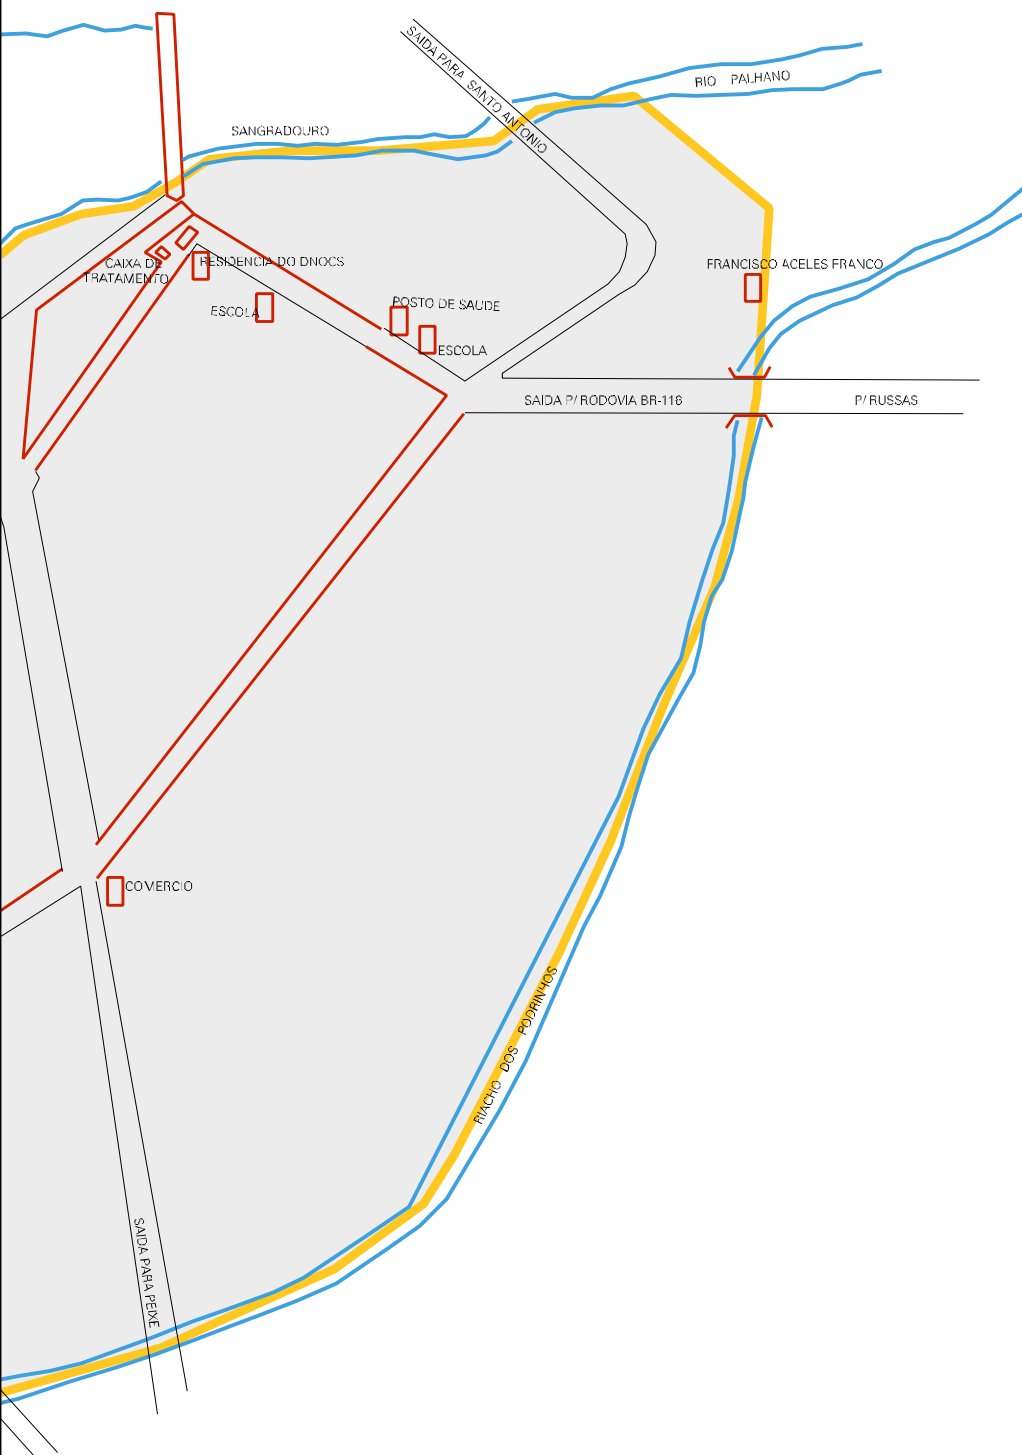 SAIDA PARA SANTO ANTONIO
RIO PALHANO
SANGRADOURO
CAIXA DE
TRATAMENTO
RESIDENCIA DO DNOCS
FRANCISCO ACELES FRANCO
ESCOLA
POSTO DE SAUDE
ESCOLA
SAIDA P/ RODOVIA BR-116
P/ RUSSAS
COMERCIO
RIACHO DOS PODRINHOS
SAIDA PARA PEIXE